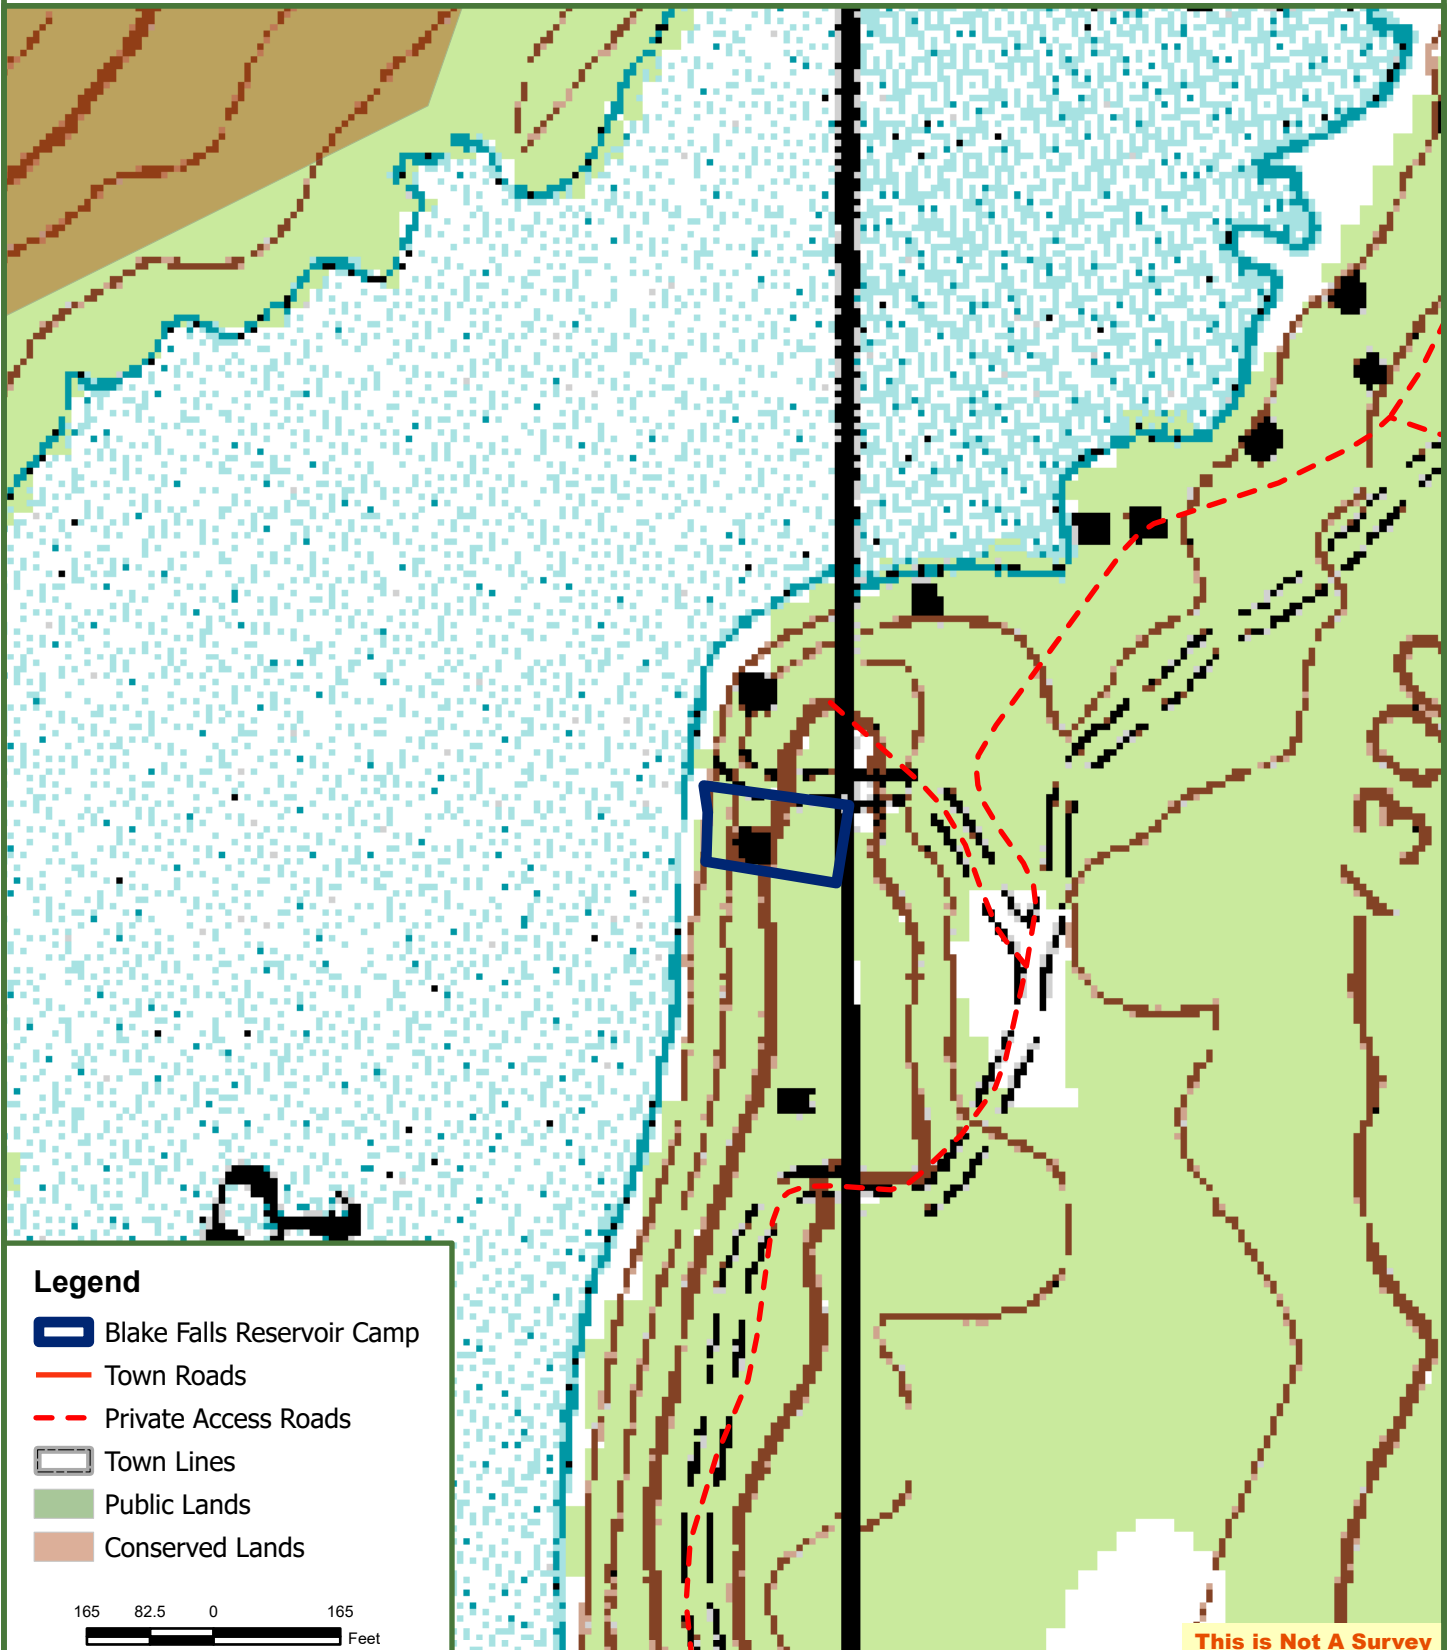 1300
Legend
Blake Falls Reservoir Camp
Town Roads
Private Access Roads
Town Lines
Public Lands
Conserved Lands
165 82.5 0 165
Feet
This is Not A Survey